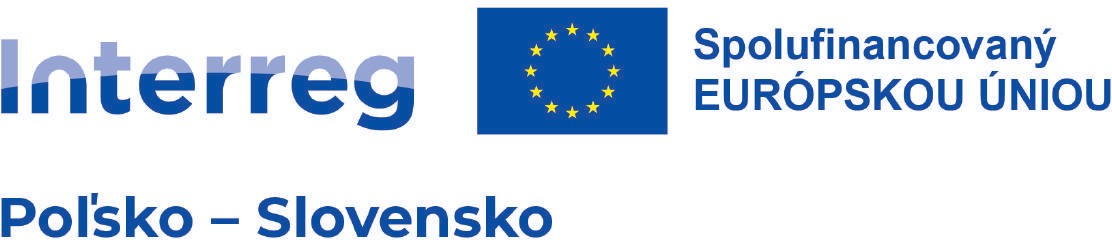 Interreg
Spolufinancovaný
EURÓPSKOU ÚNIOU
Poľsko – Slovensko